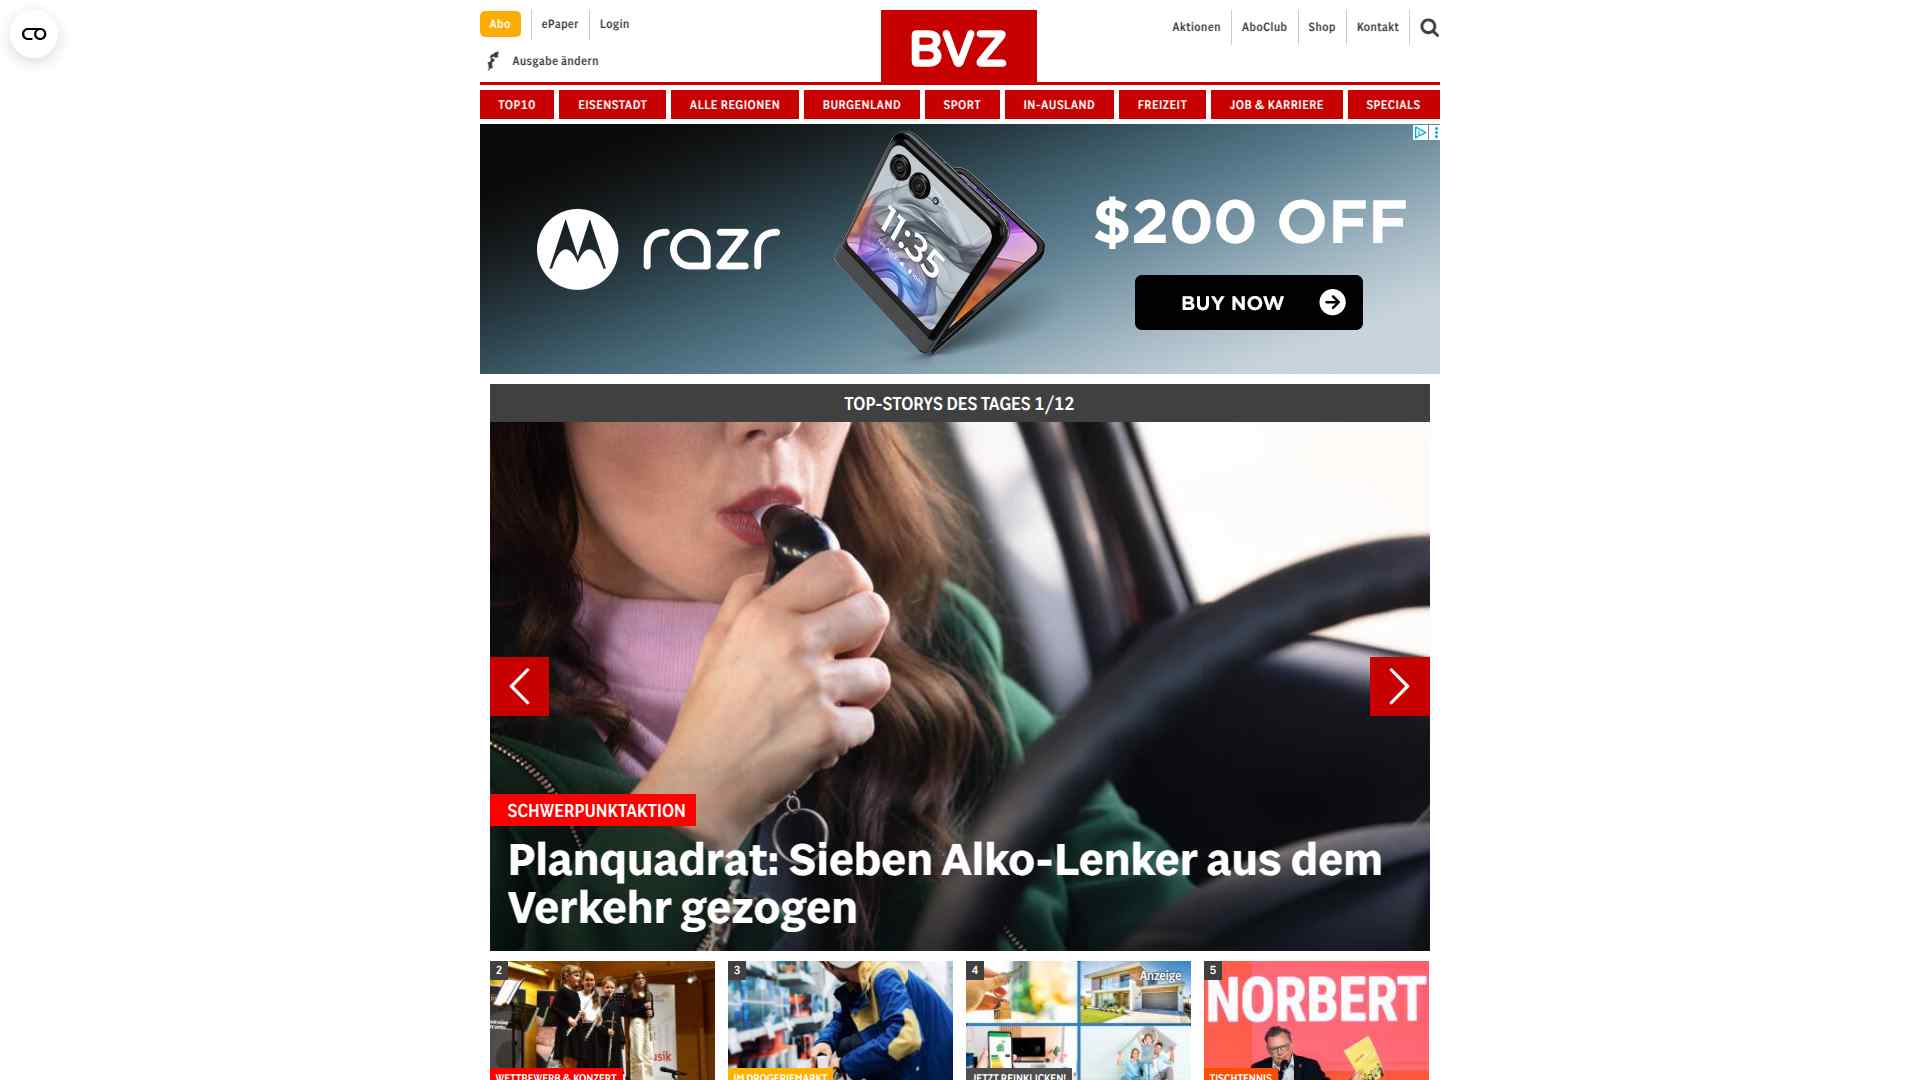 Abo
ePaper
Login
Ausgabe ändern
BVZ
Aktionen
AboClub
Shop
Kontakt
TOP10
EISENSTADT
ALLE REGIONEN
BURGENLAND
SPORT
IN-AUSLAND
FREIZEIT
JOB & KARRIERE
SPECIALS
razr
11:35
$200 OFF
BUY NOW
TOP-STORYS DES TAGES 1/12
SCHWERPUNKTAKTION
Planquadrat: Sieben Alko-Lenker aus dem
Verkehr gezogen
2
WETTBEWERB & KONZERT
3
IM DROGERIEMARKT
4
Anzeige
JETZT REINKLICKEN!
5
NORBERT
TISCHTENNIS